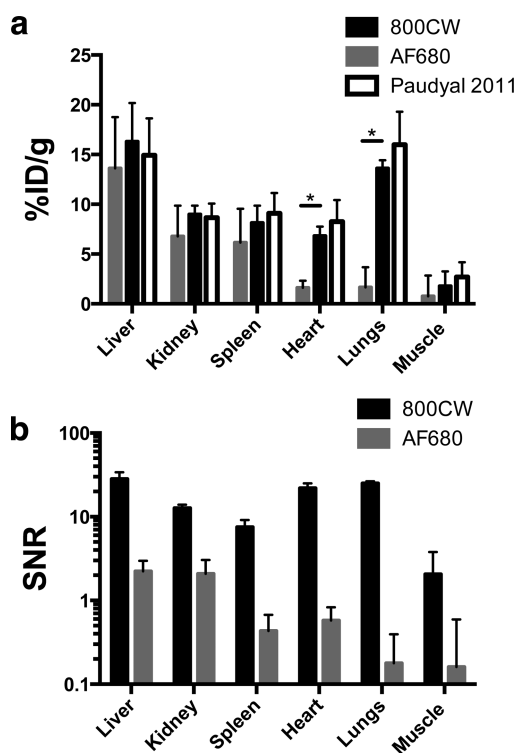 a
800CW
AF680
Paudyal 2011
%ID/g
25
20
15
10
5
0
*
*
Liver
Kidney
Spleen
Heart
Lungs
Muscle
b
800CW
AF680
SNR
100
10
1
0.1
Liver
Kidney
Spleen
Heart
Lungs
Muscle